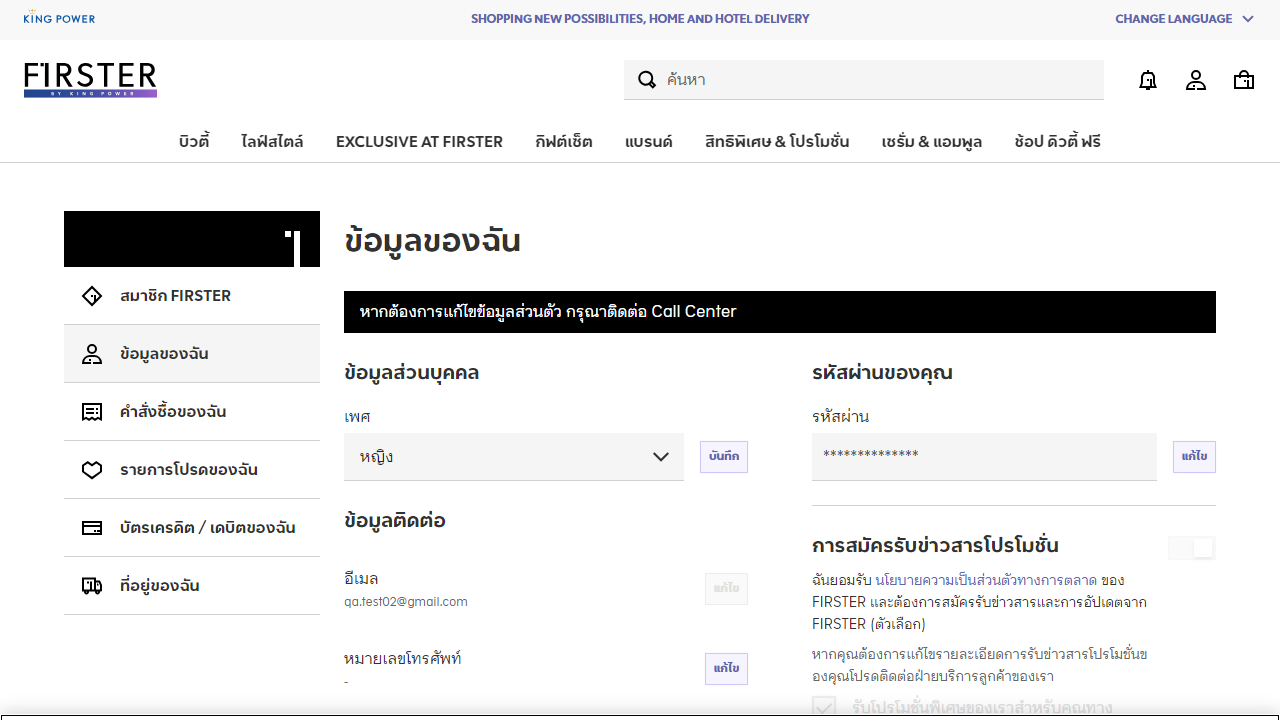 KING POWER
SHOPPING NEW POSSIBILITIES, HOME AND HOTEL DELIVERY
CHANGE LANGUAGE
FIRSTER
BY KING POWER
ค้นหา
บิวตี้
ไลฟ์สไตล์
EXCLUSIVE AT FIRSTER
กิฟต์เซ็ต
แบรนด์
สิทธิพิเศษ & โปรโมชั่น
เซรั่ม & แอมพูล
ช้อป ดิวตี้ ฟรี
สมาชิก FIRSTER
ข้อมูลของฉัน
คำสั่งซื้อของฉัน
รายการโปรดของฉัน
บัตรเครดิต / เดบิตของฉัน
ที่อยู่ของฉัน
ข้อมูลของฉัน
หากต้องการแก้ไขข้อมูลส่วนตัว กรุณาติดต่อ Call Center
ข้อมูลส่วนบุคคล
เพศ
หญิง
บันทึก
ข้อมูลติดต่อ
อีเมล
qa.test02@gmail.com
แก้ไข
หมายเลขโทรศัพท์
-
แก้ไข
รหัสผ่านของคุณ
รหัสผ่าน
**************
แก้ไข
การสมัครรับข่าวสารโปรโมชั่น
ฉันยอมรับ นโยบายความเป็นส่วนตัวทางการตลาด ของ
FIRSTER และต้องการสมัครรับข่าวสารและการอัปเดตจาก
FIRSTER (ตัวเลือก)
หากคุณต้องการแก้ไขรายละเอียดการรับข่าวสารโปรโมชั่นข
องคุณโปรดติดต่อฝ่ายบริการลูกค้าของเรา
รับโปรโมชั่นพิเศษของเราสำหรับคุณทาง